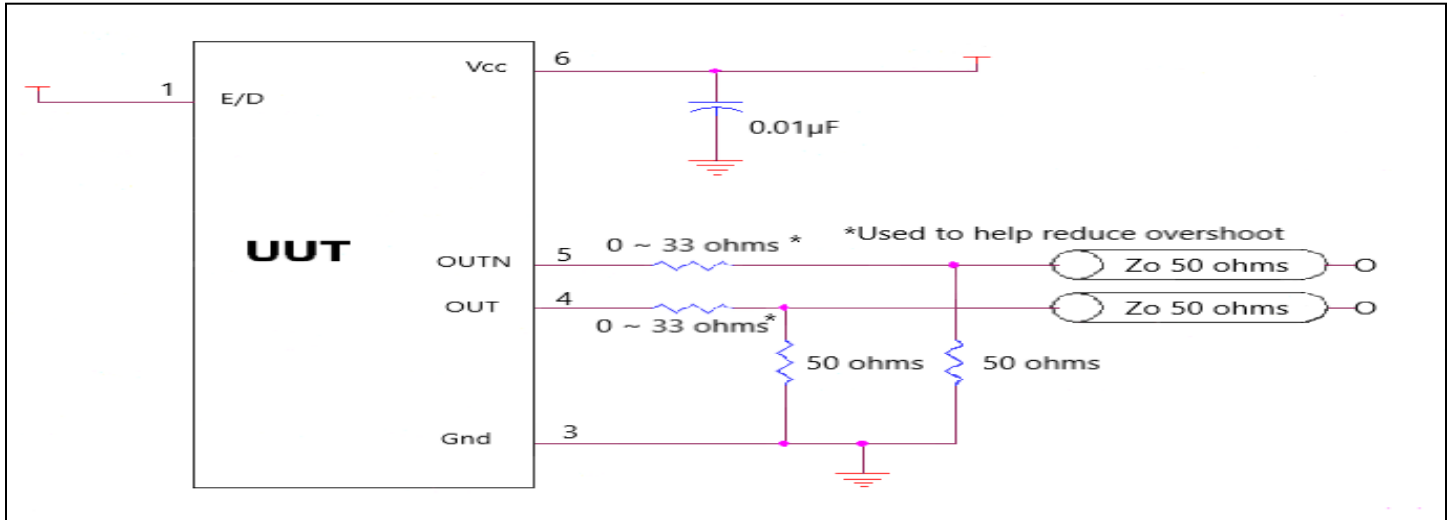 Vcc
6
1
E/D
0.01µF
UUT
0 ~ 33 ohms *
*Used to help reduce overshoot
OUTN
5
Zo 50 ohms
OUT
4
Zo 50 ohms
0 ~ 33 ohms*
50 ohms
50 ohms
Gnd
3